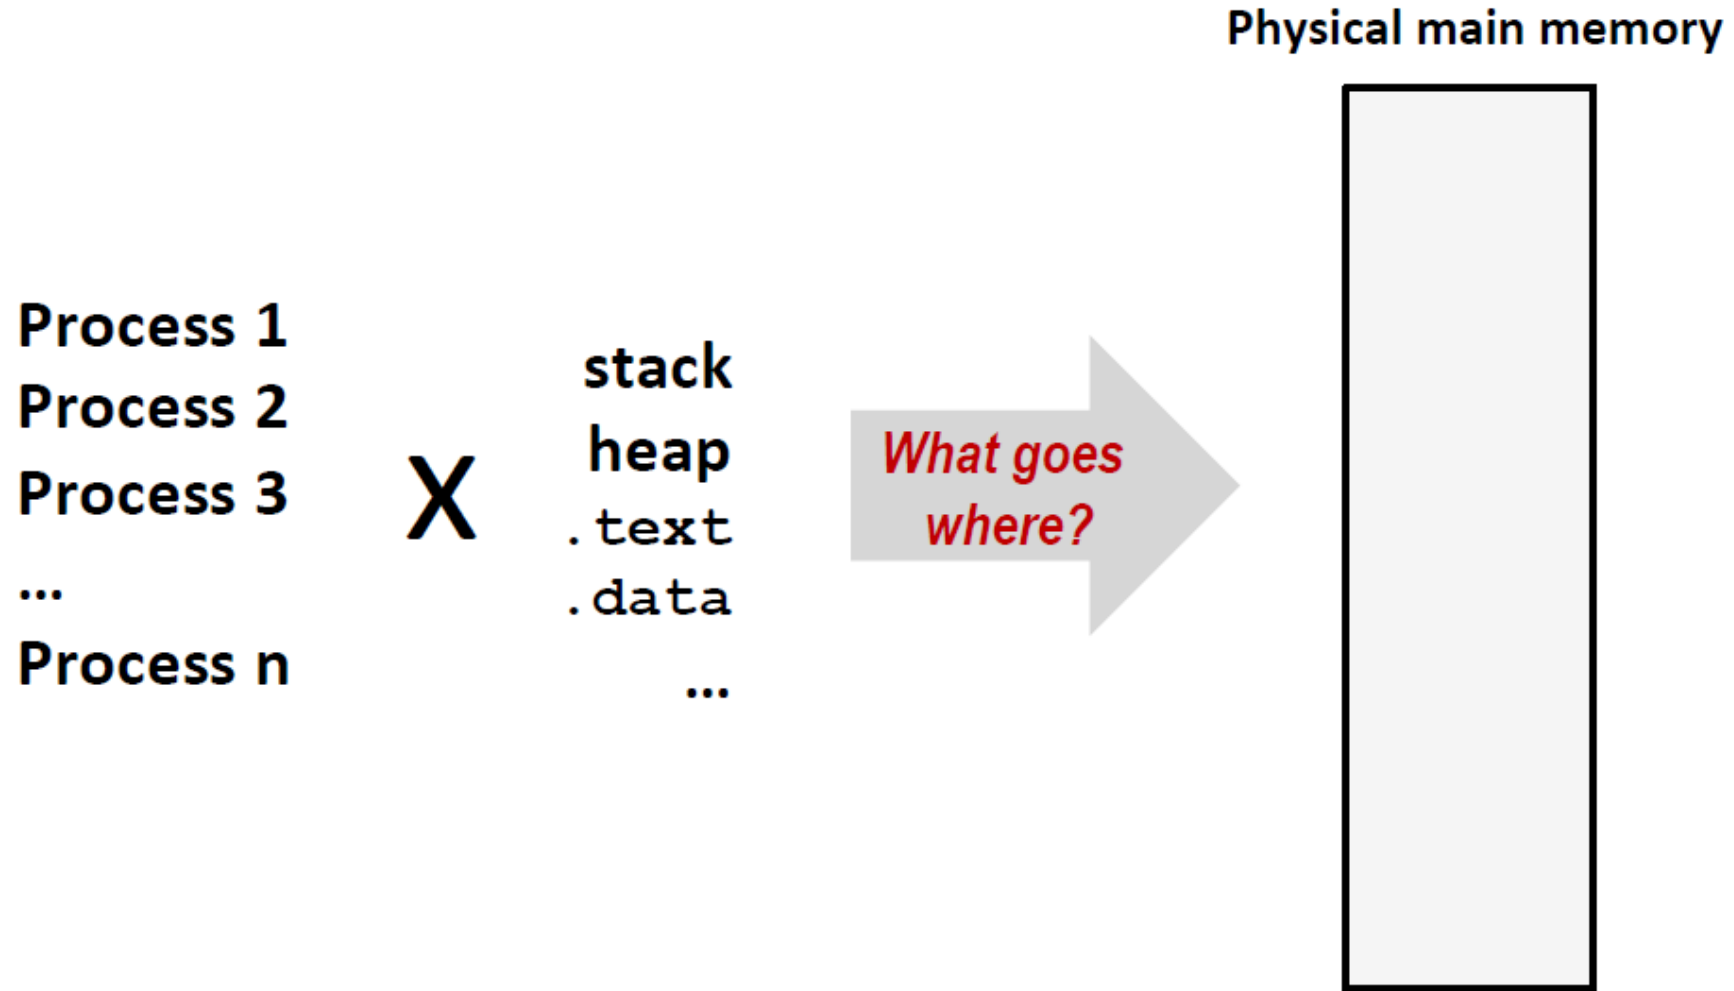 Physical main memory
Process 1
Process 2
Process 3
...
Process n
X
stack
heap
.text
.data
...
What goes
where?